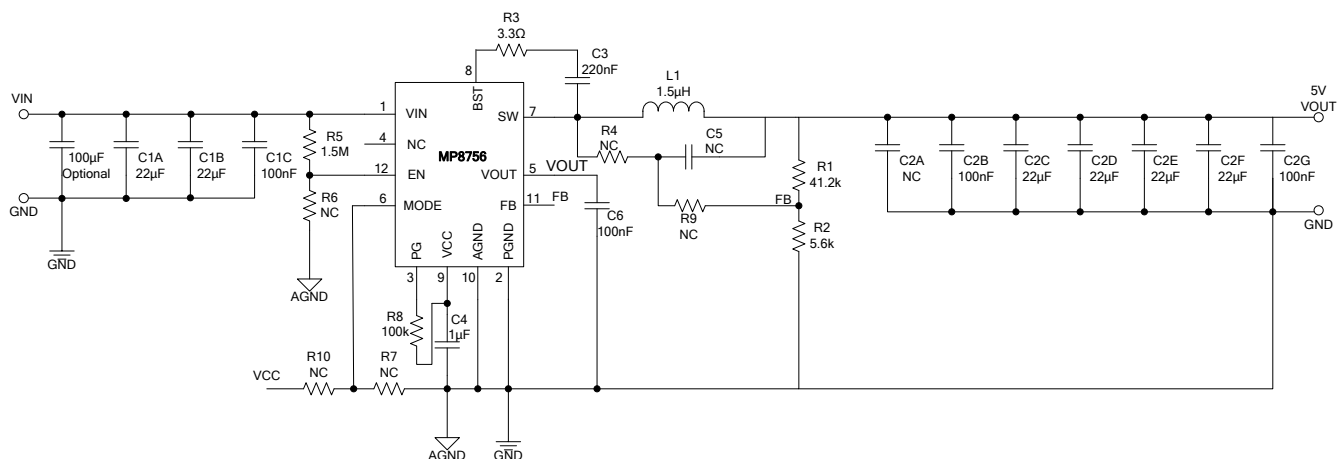 R3
3.3Ω
C3
220nF
8
BST
L1
1.5µH
VIN
1
VIN
SW
7
5V
VOUT
100µF
Optional
C1A
22µF
C1B
22µF
C1C
100nF
R5
1.5M
4
NC
MP8756
R4
NC
C5
NC
12
EN
VOUT
5
VOUT
R1
41.2k
C2A
NC
C2B
100nF
C2C
22µF
C2D
22µF
C2E
22µF
C2F
22µF
C2G
100nF
R6
NC
6
MODE
FB
11
FB
C6
100nF
R9
NC
FB
R2
5.6k
GND
GND
GND
AGND
PG
VCC
AGND
PGND
3
9
10
2
R8
100k
C4
1µF
R10
NC
R7
NC
VCC
AGND
GND